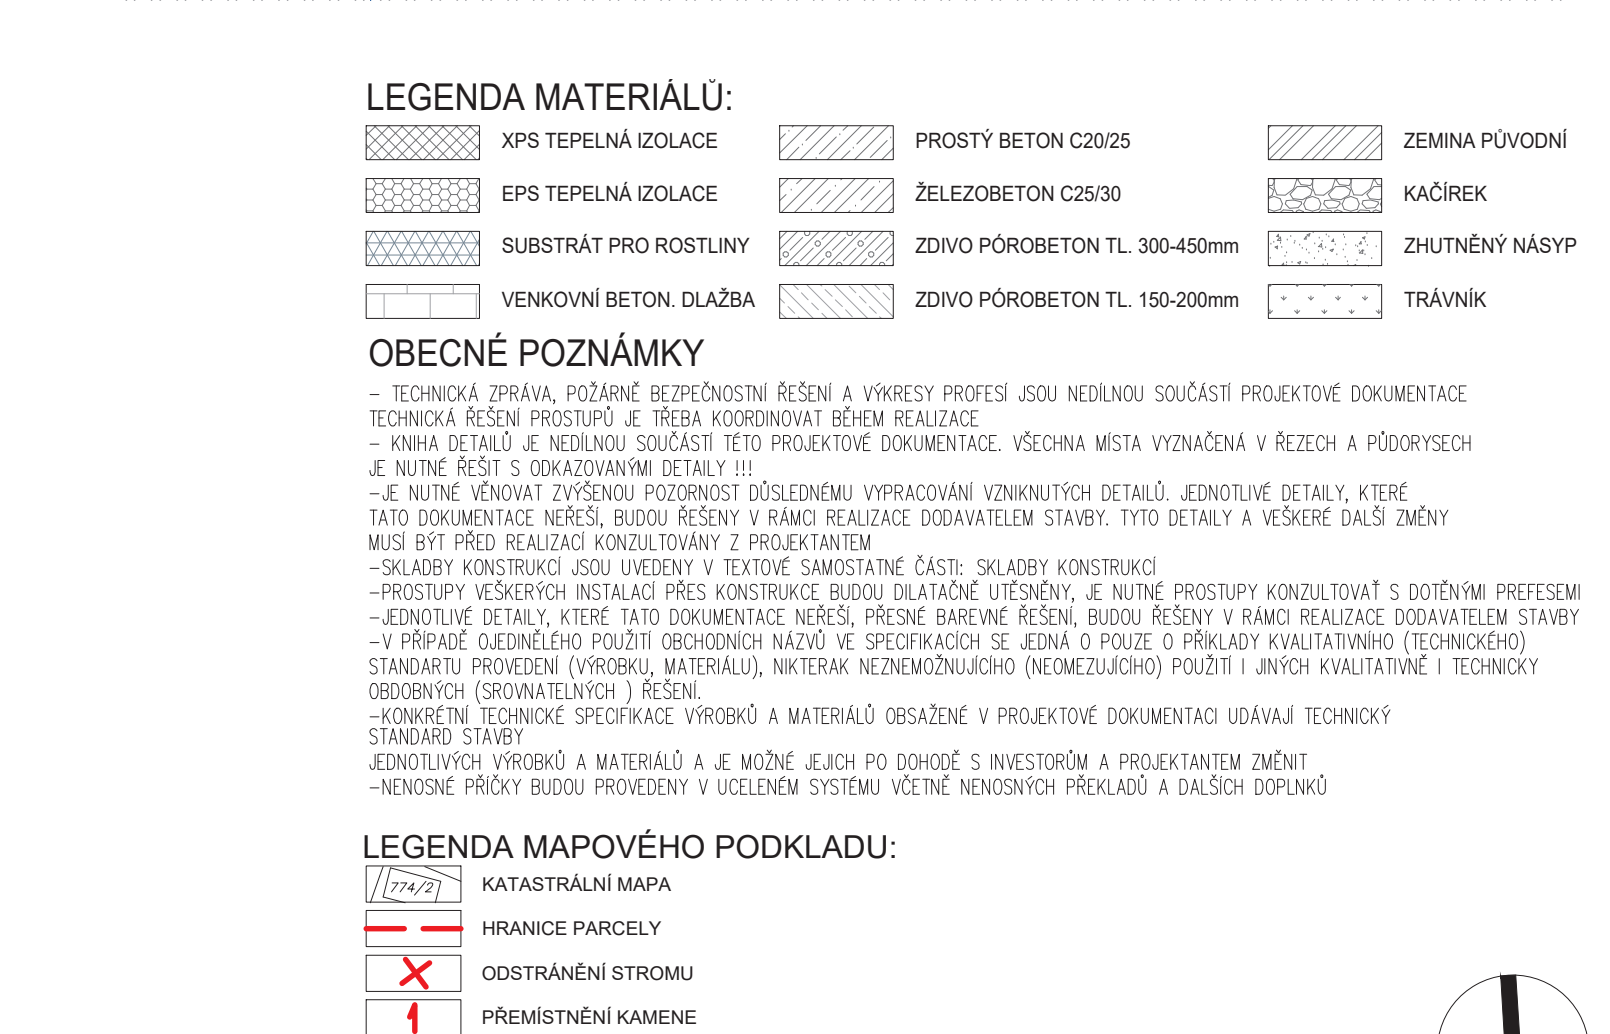 LEGENDA MATERIÁLŮ:
XPS TEPELNÁ IZOLACE
PROSTÝ BETON C20/25
ZEMINA PŮVODNÍ
EPS TEPELNÁ IZOLACE
ŽELEZOBETON C25/30
KAČÍREK
SUBSTRÁT PRO ROSTLINY
ZDIVO PÓROBETON TL. 300-450mm
ZHUTNĚNÝ NÁSYP
VENKOVNÍ BETON. DLAŽBA
ZDIVO PÓROBETON TL. 150-200mm
TRÁVNÍK
OBECNÉ POZNÁMKY
– TECHNICKÁ ZPRÁVA, POŽÁRNĚ BEZPEČNOSTNÍ ŘEŠENÍ A VÝKRESY PROFESÍ JSOU NEDÍLNOU SOUČÁSTÍ PROJEKTOVÉ DOKUMENTACE
TECHNICKÁ ŘEŠENÍ PROSTUPŮ JE TŘEBA KOORDINOVAT BĚHEM REALIZACE
– KNIHA DETAILŮ JE NEDÍLNOU SOUČÁSTÍ TÉTO PROJEKTOVÉ DOKUMENTACE. VŠECHNA MÍSTA VYZNAČENÁ V ŘEZECH A PŮDORYSECH
JE NUTNÉ ŘEŠIT S ODKAZOVANÝMI DETAILY !!!
–JE NUTNÉ VĚNOVAT ZVÝŠENOU POZORNOST DŮSLEDNÉMU VYPRACOVÁNÍ VZNIKNUTÝCH DETAILŮ. JEDNOTLIVÉ DETAILY, KTERÉ
TATO DOKUMENTACE NEŘEŠÍ, BUDOU ŘEŠENY V RÁMCI REALIZACE DODAVATELEM STAVBY. TYTO DETAILY A VEŠKERÉ DALŠÍ ZMĚNY
MUSÍ BÝT PŘED REALIZACÍ KONZULTOVÁNY Z PROJEKTANTEM
–SKLADBY KONSTRUKCÍ JSOU UVEDENY V TEXTOVÉ SAMOSTATNÉ ČÁSTI: SKLADBY KONSTRUKCÍ
–PROSTUPY VEŠKERÝCH INSTALACÍ PŘES KONSTRUKCE BUDOU DILATAČNĚ UTĚSNĚNY, JE NUTNÉ PROSTUPY KONZULTOVAŤ S DOTĚNÝMI PREFESEMI
–JEDNOTLIVÉ DETAILY, KTERÉ TATO DOKUMENTACE NEŘEŠÍ, PŘESNÉ BAREVNÉ ŘEŠENÍ, BUDOU ŘEŠENY V RÁMCI REALIZACE DODAVATELEM STAVBY
–V PŘÍPADĚ OJEDINĚLÉHO POUŽITÍ OBCHODNÍCH NÁZVŮ VE SPECIFIKACÍCH SE JEDNÁ O POUZE O PŘÍKLADY KVALITATIVNÍHO (TECHNICKÉHO)
STANDARTU PROVEDENÍ (VÝROBKU, MATERIÁLU), NIKTERAK NEZNEMOŽNUJÍCÍHO (NEOMEZUJÍCÍHO) POUŽITÍ I JINÝCH KVALITATIVNĚ I TECHNICKY
OBDOBNÝCH (SROVNATELNÝCH ) ŘEŠENÍ.
–KONKRÉTNÍ TECHNICKÉ SPECIFIKACE VÝROBKŮ A MATERIÁLŮ OBSAŽENÉ V PROJEKTOVÉ DOKUMENTACI UDÁVAJÍ TECHNICKÝ
STANDARD STAVBY
JEDNOTLIVÝCH VÝROBKŮ A MATERIÁLŮ A JE MOŽNÉ JEJICH PO DOHODĚ S INVESTORŮM A PROJEKTANTEM ZMĚNIT
–NENOSNÉ PŘÍČKY BUDOU PROVEDENY V UCELENÉM SYSTÉMU VČETNĚ NENOSNÝCH PŘEKLADŮ A DALŠÍCH DOPLNKŮ
LEGENDA MAPOVÉHO PODKLADU:
774/2 KATASTRÁLNÍ MAPA
HRANICE PARCELY
ODSTRÁNĚNÍ STROMU
1 PŘEMÍSTNĚNÍ KAMENE